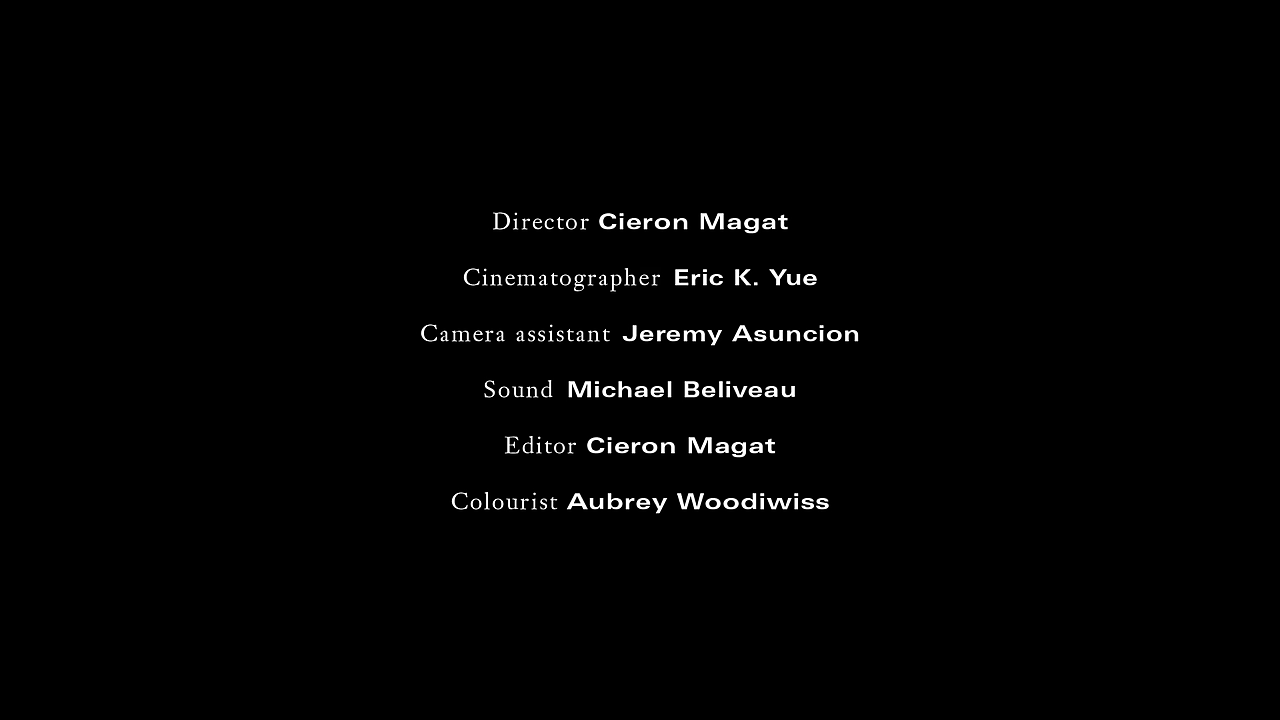 Director Cieron Magat
Cinematographer Eric K. Yue
Camera assistant Jeremy Asuncion
Sound Michael Beliveau
Editor Cieron Magat
Colourist Aubrey Woodiwiss